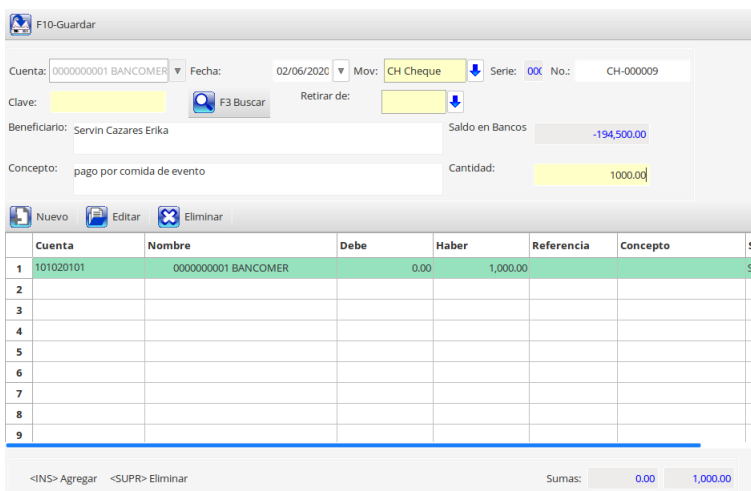 F10-Guardar
Cuenta: 0000000001 BANCOMER Fecha: 02/06/2020 Mov: CH Cheque Serie: 000 No.: CH-000009
Clave: F3 Buscar Retirar de:
Beneficiario: Servin Cazares Erika Saldo en Bancos -194,500.00
Concepto: pago por comida de evento Cantidad: 1000.00
Nuevo Editar Eliminar
Cuenta Nombre Debe Haber Referencia Concepto
1 101020101 0000000001 BANCOMER 0.00 1,000.00
2
3
4
5
6
7
8
9
<INS> Agregar <SUPR> Eliminar Sumas: 0.00 1,000.00